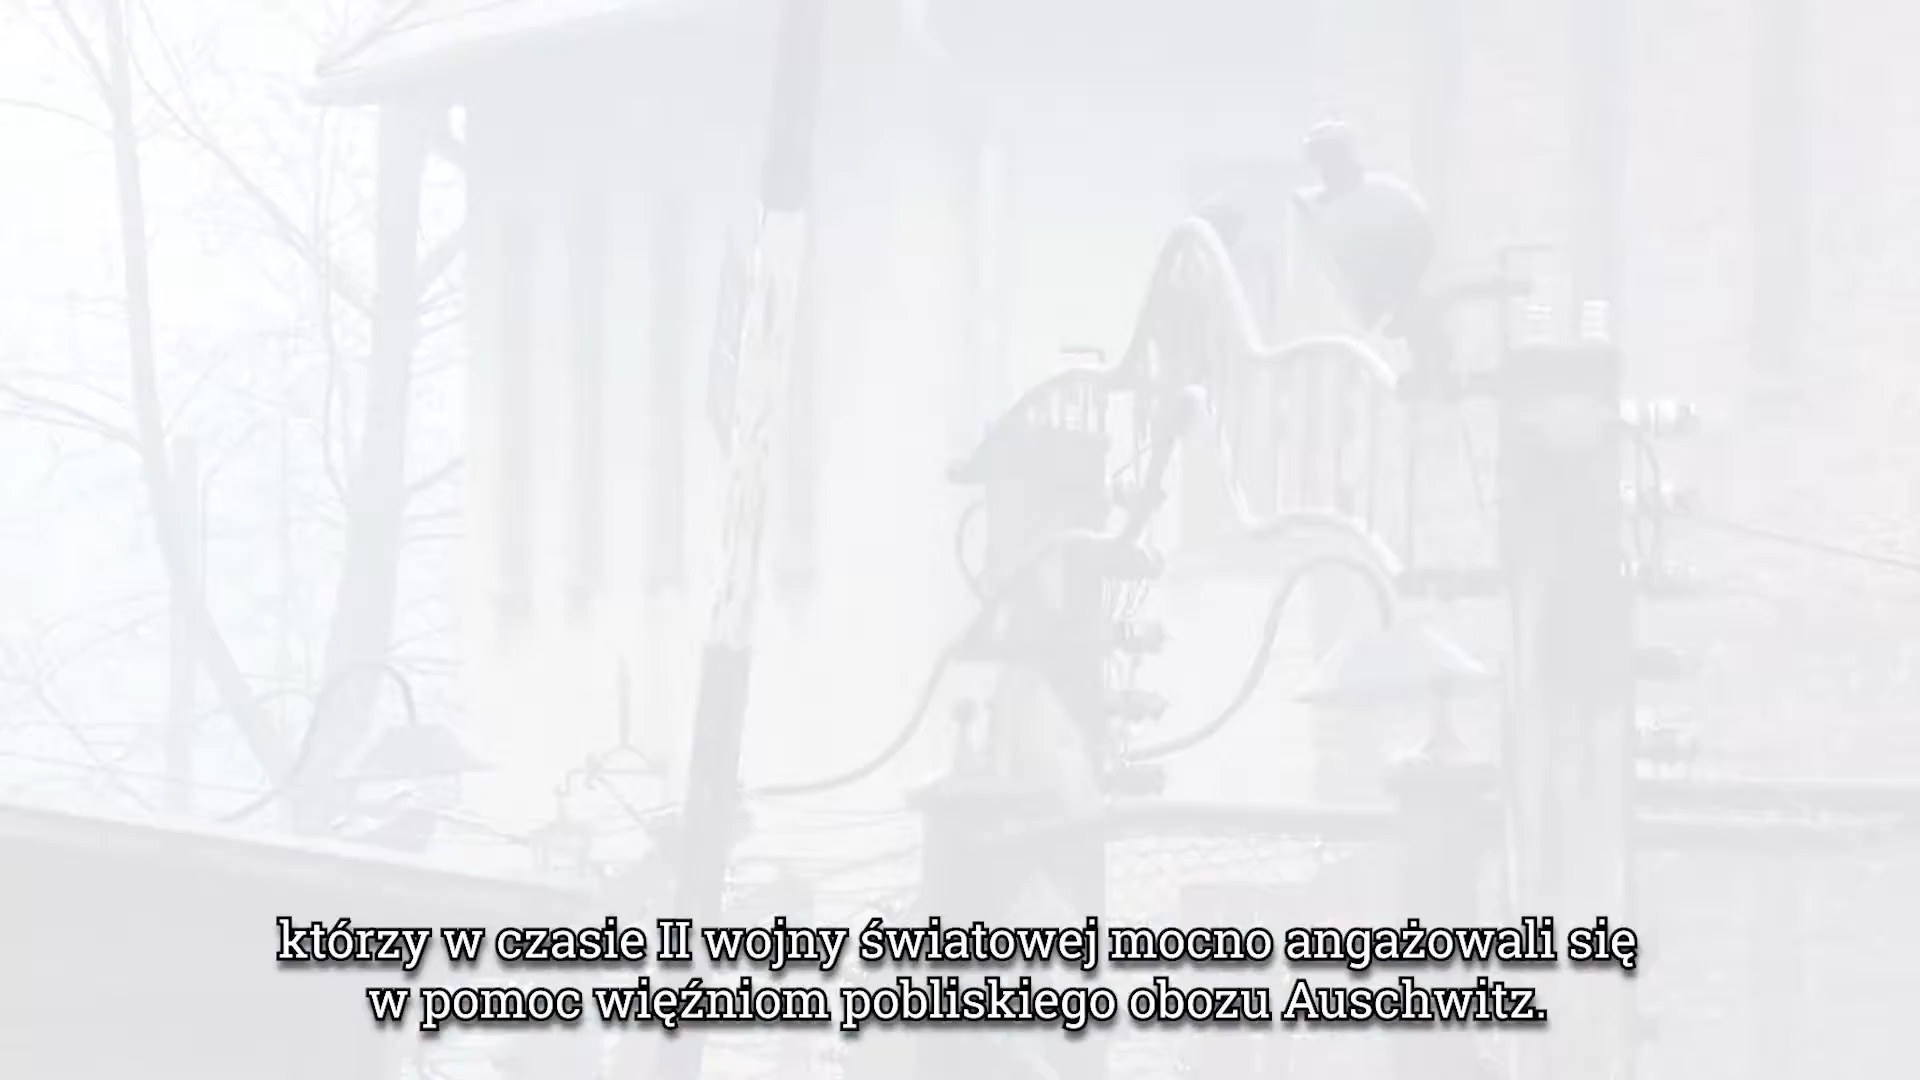 którzy w czasie II wojny światowej mocno angażowali się
w pomoc więźniom pobliskiego obozu Auschwitz.